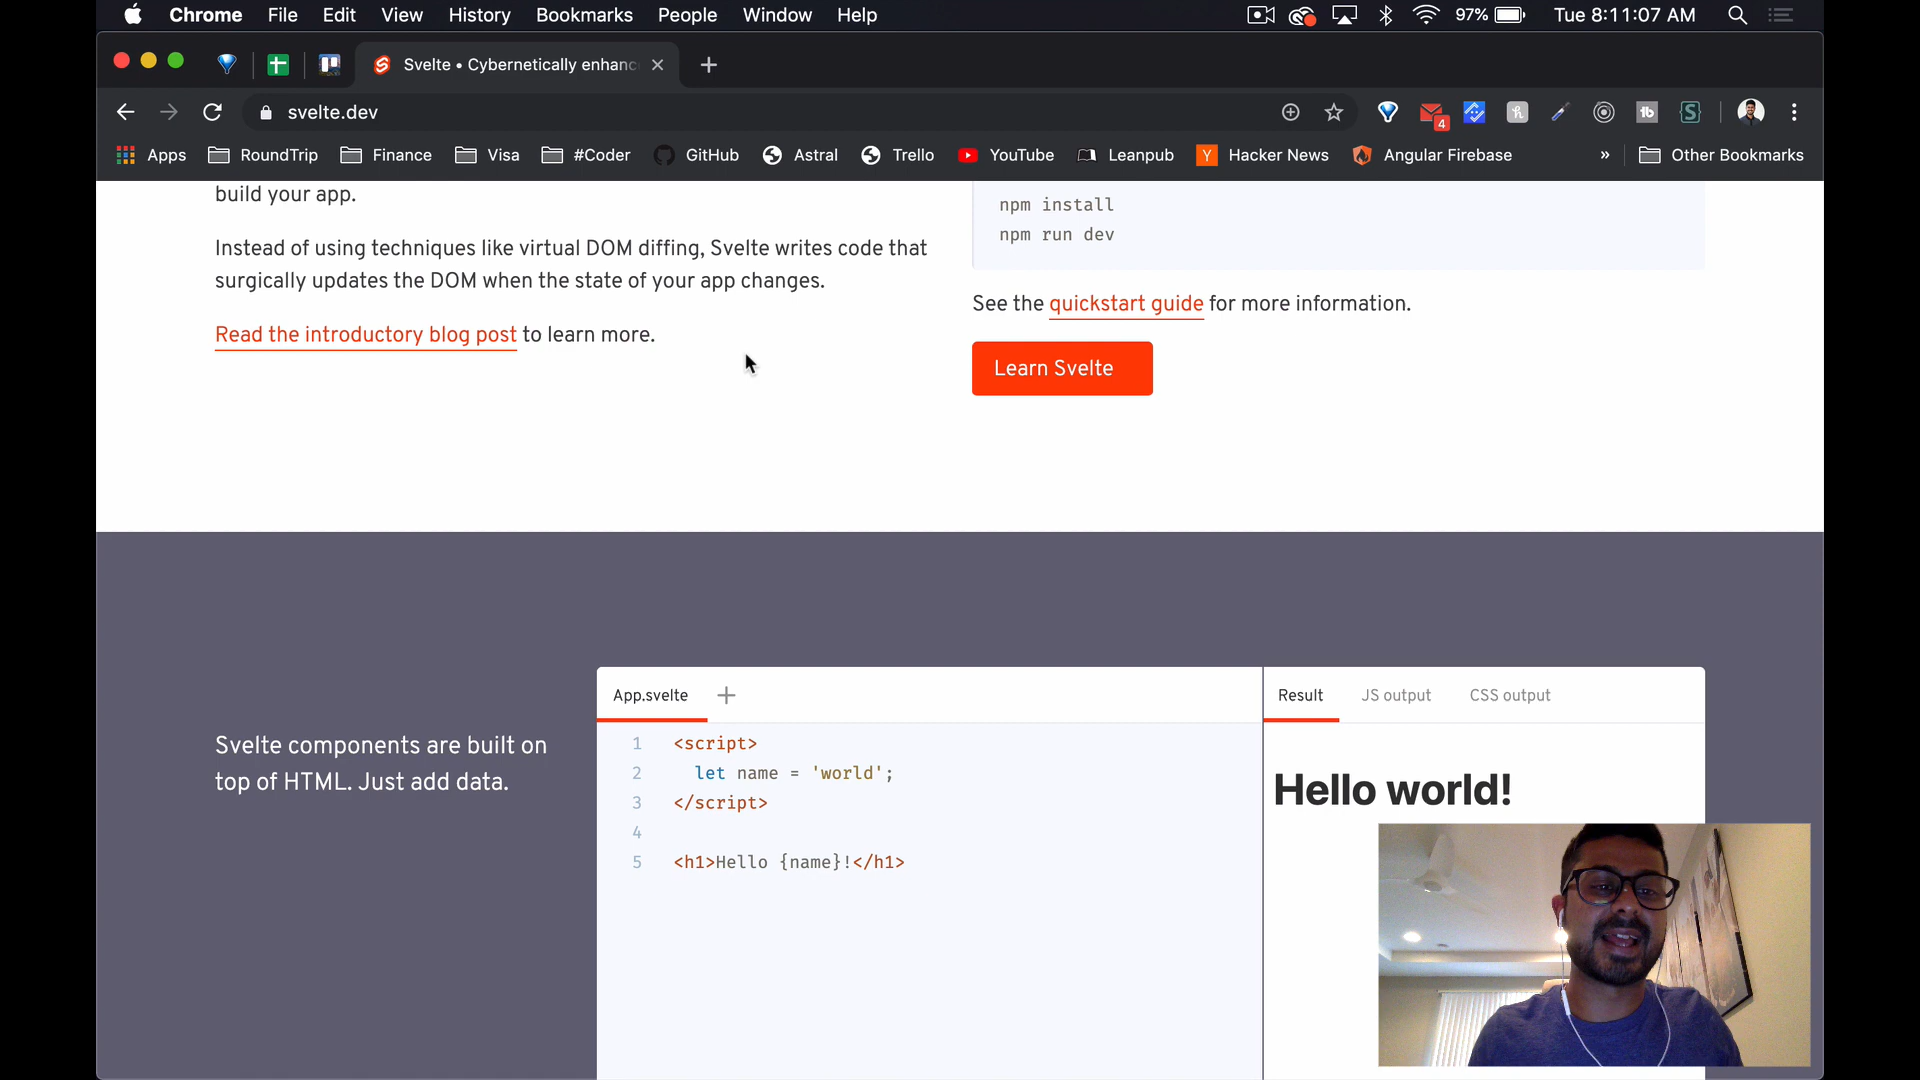 Chrome File Edit View History Bookmarks People Window Help 97% Tue 8:11:07 AM
Svelte • Cybernetically enhanc
svelte.dev 4 tb S
Apps RoundTrip Finance Visa #Coder GitHub Astral Trello YouTube Leanpub Y Hacker News Angular Firebase » Other Bookmarks
build your app.
Instead of using techniques like virtual DOM diffing, Svelte writes code that
surgically updates the DOM when the state of your app changes.
Read the introductory blog post to learn more.
npm install
npm run dev
See the quickstart guide for more information.
Learn Svelte
Svelte components are built on
top of HTML. Just add data.
App.svelte +
1 <script>
2 let name = 'world';
3 </script>
4
5 <h1>Hello {name}!</h1>
Result JS output CSS output
Hello world!